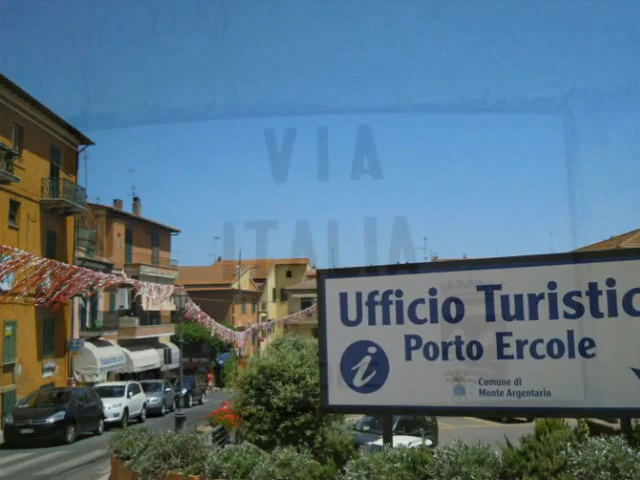 VIA
ITALIA
Ufficio Turistic
Porto Ercole
i
Comune di
Monte Argentario